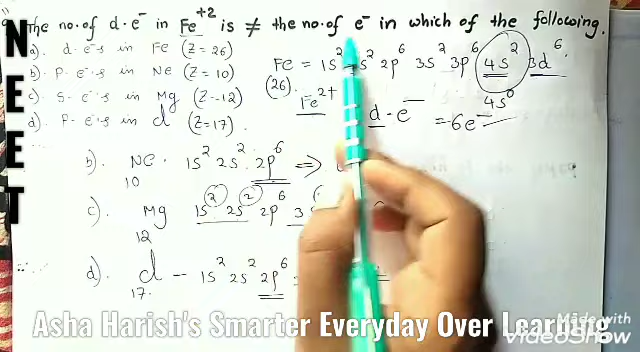 NEET
The no. of d. e⁻ in Fe⁺² is ≠ the no. of e⁻ in which of the following.
a). d-e⁻s in Fe (Z=26)
b). P- e⁻s in Ne (Z=10)
c). S- e⁻s in Mg (Z-12)
d). P- e⁻s in Cl (Z=17)
Fe = 1s² s² 2p⁶ 3s² 3p⁶ 4s² 3d⁶.
(26).
Fe²⁺
4s⁰
d. e⁻ = 6e⁻
b) Ne. 1s² 2s². 2p⁶ ⇒
10
c) Mg 1s² 2s² 2p⁶ 3s
12
d). Cl - 1s² 2s² 2p⁶
17.
Asha Harish's Smarter Everyday Over Learning
Made with
VivaVideo